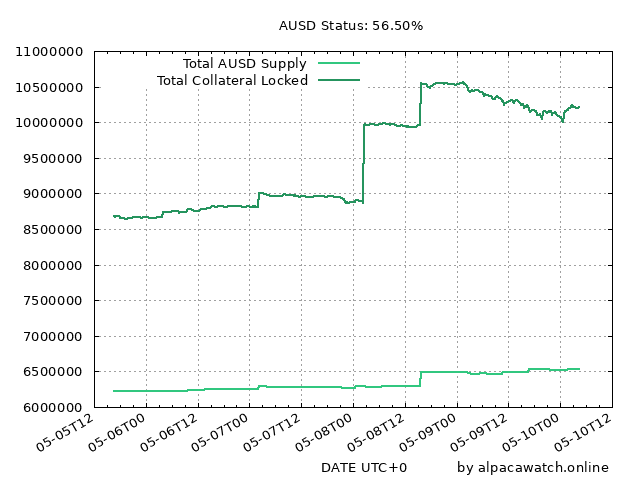 AUSD Status: 56.50%
11000000
10500000
10000000
9500000
9000000
8500000
8000000
7500000
7000000
6500000
6000000
Total AUSD Supply
Total Collateral Locked
05-05T12
05-06T00
05-06T12
05-07T00
05-07T12
05-08T00
05-08T12
05-09T00
05-09T12
05-10T00
05-10T12
DATE UTC+0
by alpacawatch.online